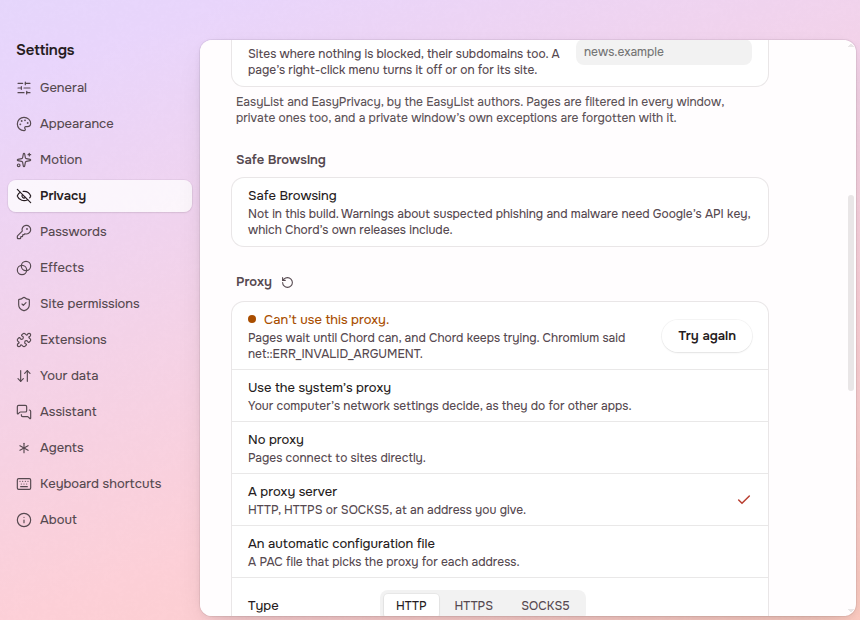 Settings
General
Appearance
Motion
Privacy
Passwords
Effects
Site permissions
Extensions
Your data
Assistant
Agents
Keyboard shortcuts
About
Sites where nothing is blocked, their subdomains too. A
page's right-click menu turns it off or on for its site.
news.example
EasyList and EasyPrivacy, by the EasyList authors. Pages are filtered in every window,
private ones too, and a private window's own exceptions are forgotten with it.
Safe Browsing
Safe Browsing
Not in this build. Warnings about suspected phishing and malware need Google's API key,
which Chord's own releases include.
Proxy
Can't use this proxy.
Pages wait until Chord can, and Chord keeps trying. Chromium said
net::ERR_INVALID_ARGUMENT.
Try again
Use the system's proxy
Your computer's network settings decide, as they do for other apps.
No proxy
Pages connect to sites directly.
A proxy server
HTTP, HTTPS or SOCKS5, at an address you give.
An automatic configuration file
A PAC file that picks the proxy for each address.
Type
HTTP
HTTPS
SOCKS5